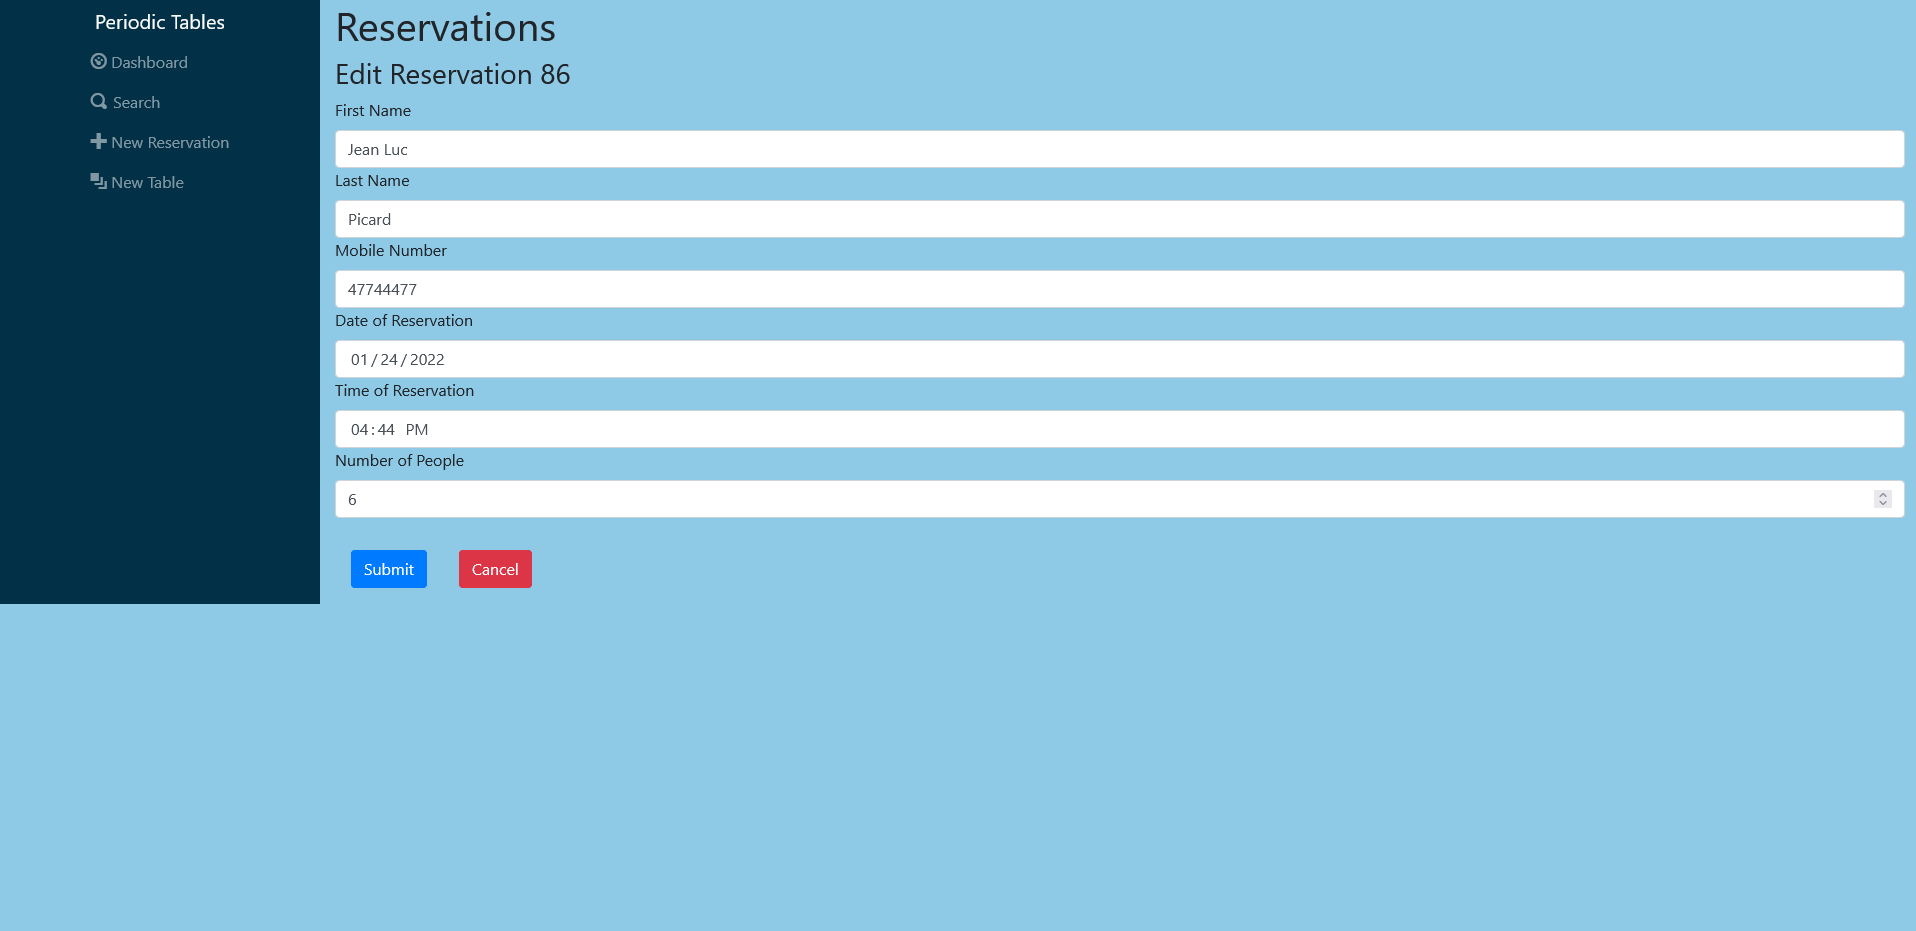 Periodic Tables
Dashboard
Search
New Reservation
New Table
Reservations
Edit Reservation 86
First Name
Jean Luc
Last Name
Picard
Mobile Number
47744477
Date of Reservation
01/24/2022
Time of Reservation
04:44 PM
Number of People
6
Submit
Cancel